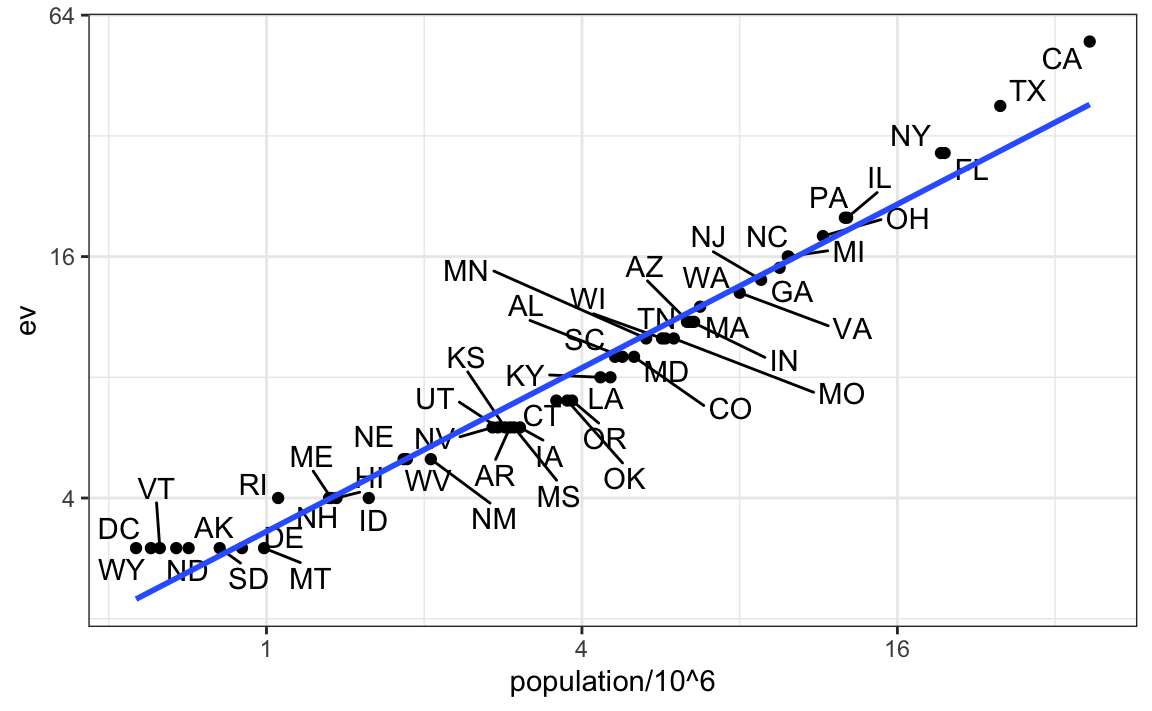 64
CA
TX
NY
FL
IL
PA
OH
NJ NC
MI
16
MN
AZ
WA
GA
WI
AL
TN MA
VA
SC
IN
KS
KY
MD
MO
UT
LA
CO
CT
NE NV
OR
ME
IA
HI
WV
AR
OK
RI
MS
VT
4
NH ID
NM
DC AK
DE
WY ND
SD MT
1 4 16
ev
population/10^6